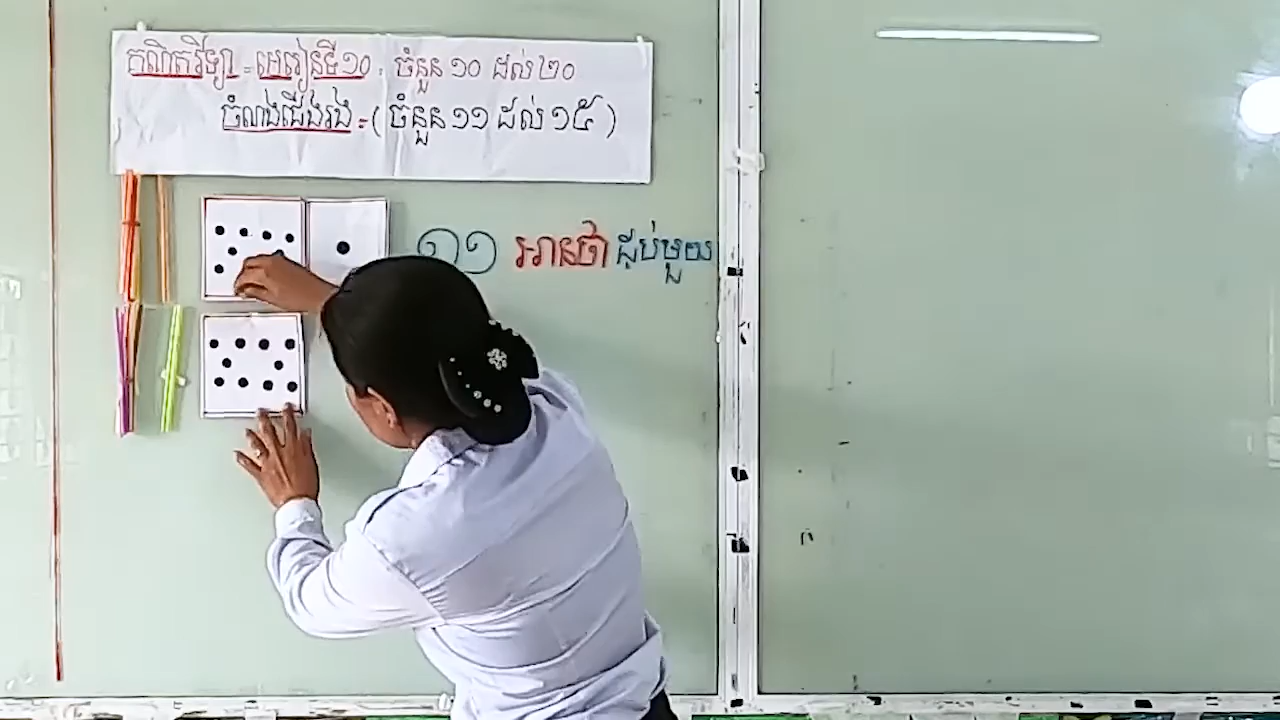 គណិតវិទ្យា = មេរៀនទី១០ : ចំនួន ១០ ដល់ ២០
ចំណងជើងរង = ( ចំនួន ១១ ដល់ ១៥ )
១១ អានថា ដប់មួយ